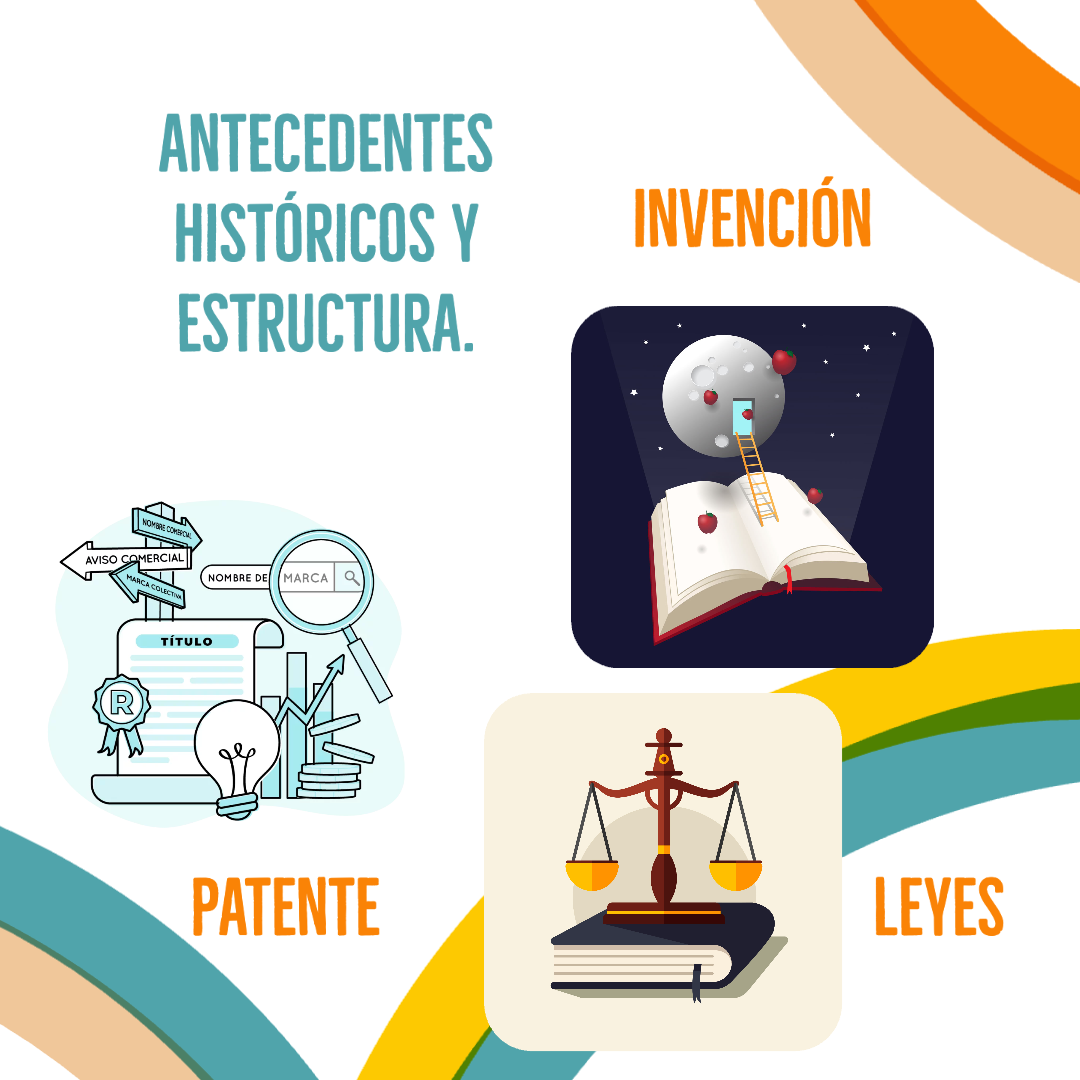 ANTECEDENTES
HISTÓRICOS Y
ESTRUCTURA.
INVENCIÓN
NOMBRE COMERCIAL
AVISO COMERCIAL
MARCA COLECTIVA
NOMBRE DE MARCA
TÍTULO
R
PATENTE
LEYES